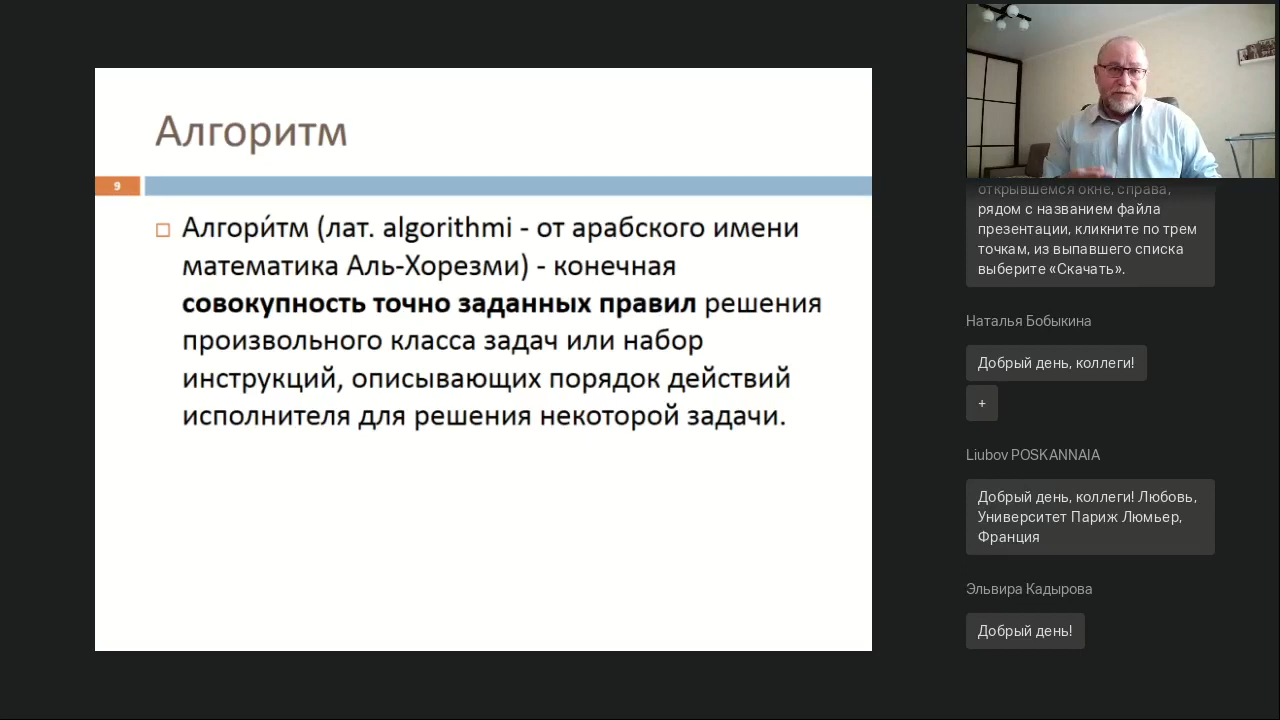 Алгоритм
9
Алгори́тм (лат. algorithmi - от арабского имени
математика Аль-Хорезми) - конечная
совокупность точно заданных правил решения
произвольного класса задач или набор
инструкций, описывающих порядок действий
исполнителя для решения некоторой задачи.
открывшемся окне, справа,
рядом с названием файла
презентации, кликните по трем
точкам, из выпавшего списка
выберите «Скачать».
Наталья Бобыкина
Добрый день, коллеги!
+
Liubov POSKANNAIA
Добрый день, коллеги! Любовь,
Университет Париж Люмьер,
Франция
Эльвира Кадырова
Добрый день!